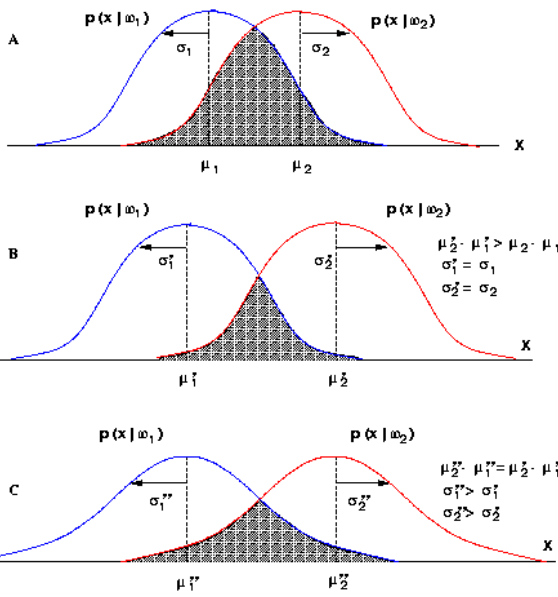 p(x|ω₁) p(x|ω₂)
A
σ₁ σ₂
X
μ₁ μ₂
p(x|ω₁) p(x|ω₂)
B
σ₁′ σ₂′
μ₂′ - μ₁′ > μ₂ - μ₁
σ₁′ = σ₁
σ₂′ = σ₂
X
μ₁′ μ₂′
p(x|ω₁) p(x|ω₂)
C
σ₁″ σ₂″
μ₂″ - μ₁″ = μ₂′ - μ₁′
σ₁″ > σ₁′
σ₂″ > σ₂′
X
μ₁″ μ₂″